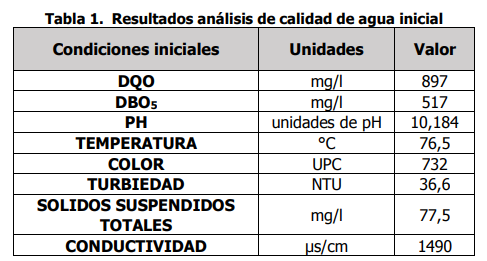 Tabla 1. Resultados análisis de calidad de agua inicial
Condiciones iniciales Unidades Valor
DQO mg/l 897
DBO₅ mg/l 517
PH unidades de pH 10,184
TEMPERATURA °C 76,5
COLOR UPC 732
TURBIEDAD NTU 36,6
SOLIDOS SUSPENDIDOS
TOTALES mg/l 77,5
CONDUCTIVIDAD µs/cm 1490